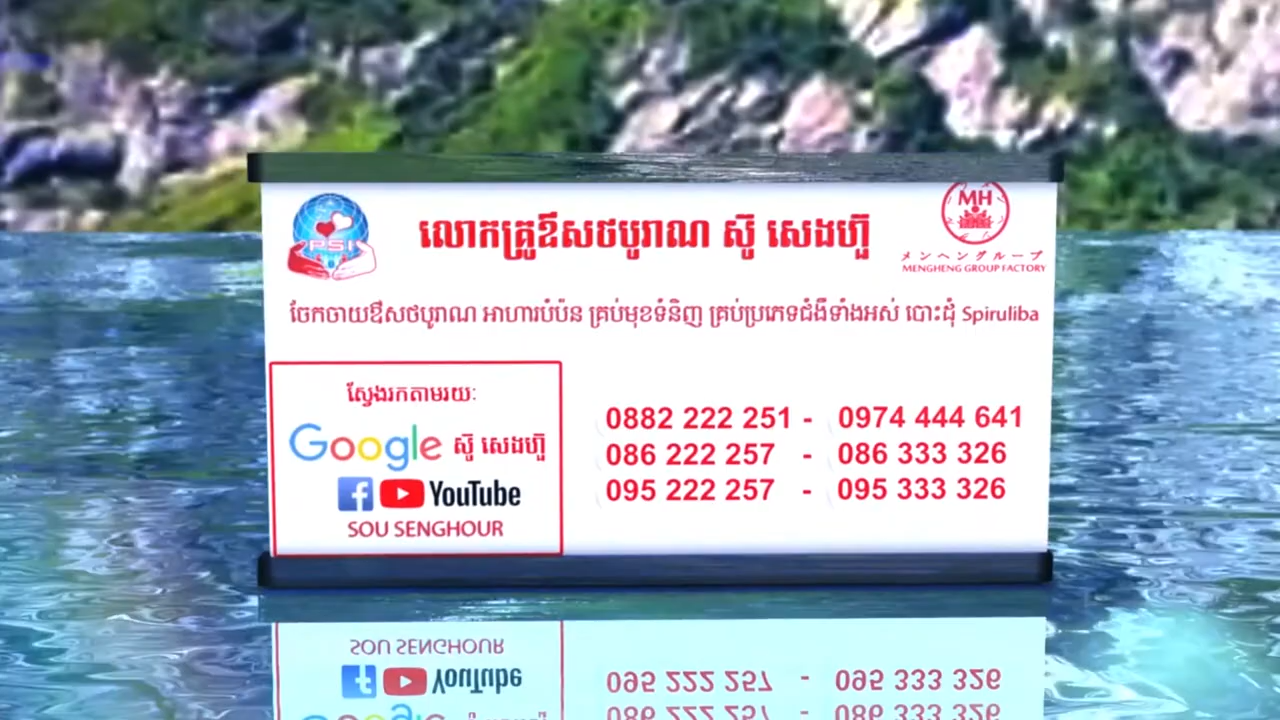 PSI
លោកគ្រូឱសថបូរាណ ស៊ូ សេងហ៊ួ
MH
メンヘングループ
MENGHENG GROUP FACTORY
ចែកចាយឱសថបូរាណ អាហារបំប៉ន គ្រប់មុខទំនិញ គ្រប់ប្រភេទជំងឺទាំងអស់ បោះដុំ Spiruliba
ស្វែងរកតាមរយៈ
Google ស៊ូ សេងហ៊ួ
YouTube
SOU SENGHOUR
0882 222 251 - 0974 444 641
086 222 257 - 086 333 326
095 222 257 - 095 333 326